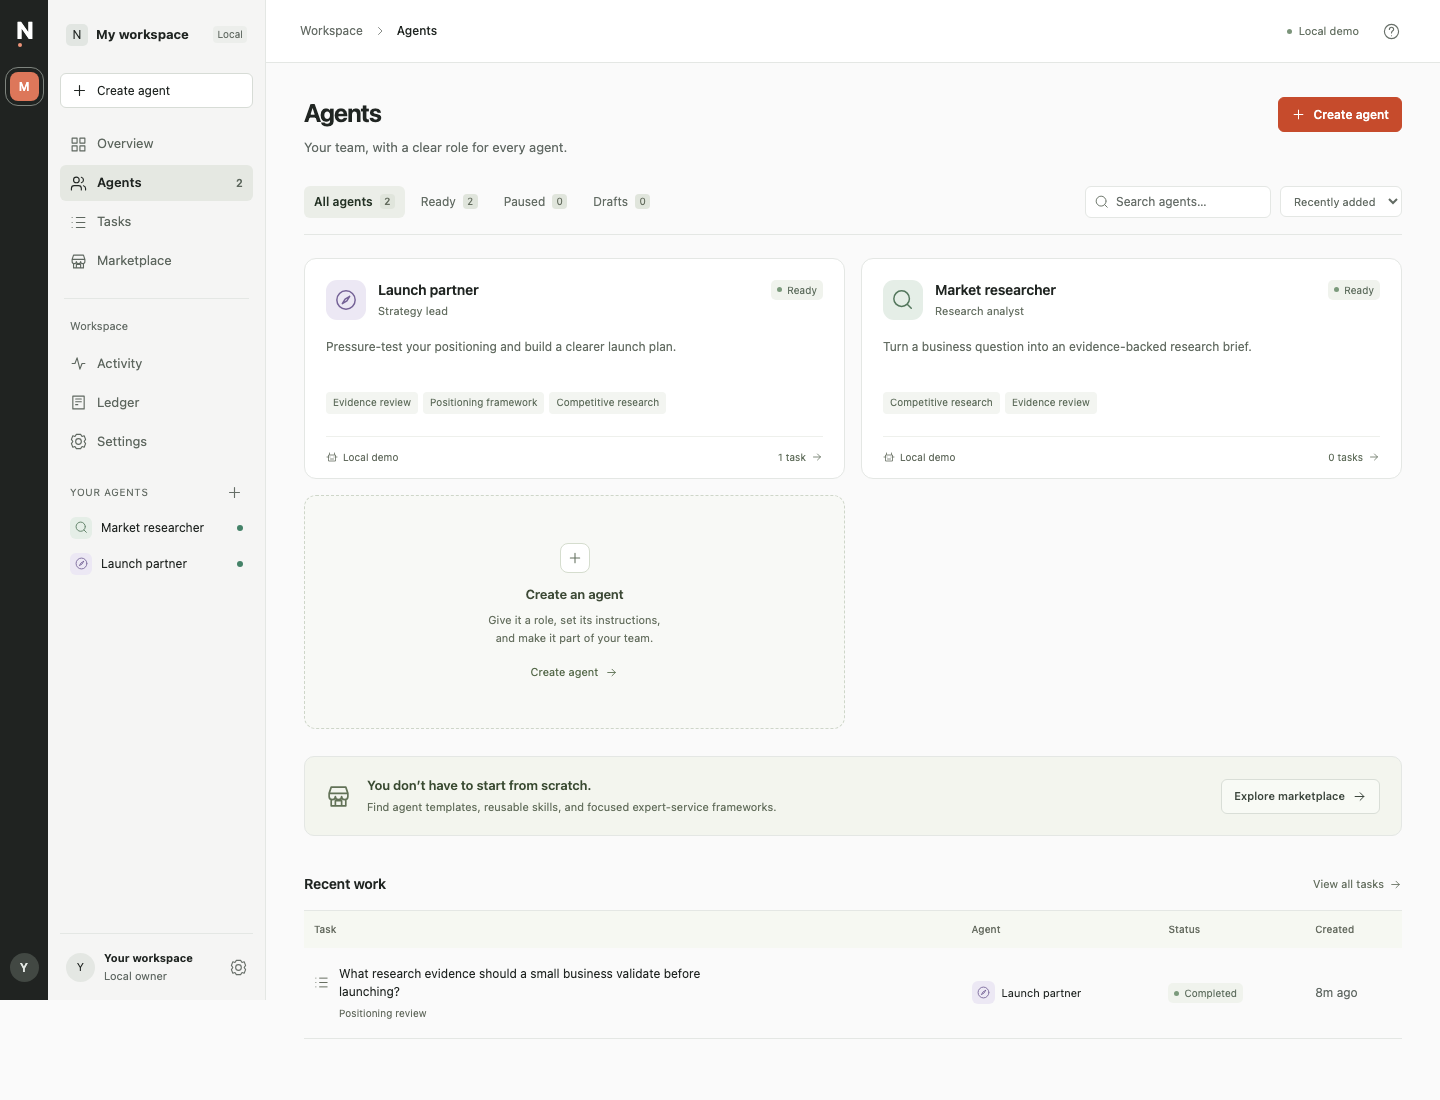 N
M
Y
N My workspace Local
Create agent
Overview
Agents 2
Tasks
Marketplace
Workspace
Activity
Ledger
Settings
YOUR AGENTS
Market researcher
Launch partner
Y
Your workspace
Local owner
Workspace Agents
Local demo
Agents
Your team, with a clear role for every agent.
Create agent
All agents 2 Ready 2 Paused 0 Drafts 0
Search agents...
Recently added
Launch partner
Strategy lead
Ready
Pressure-test your positioning and build a clearer launch plan.
Evidence review Positioning framework Competitive research
Local demo 1 task
Market researcher
Research analyst
Ready
Turn a business question into an evidence-backed research brief.
Competitive research Evidence review
Local demo 0 tasks
Create an agent
Give it a role, set its instructions,
and make it part of your team.
Create agent
You don’t have to start from scratch.
Find agent templates, reusable skills, and focused expert-service frameworks.
Explore marketplace
Recent work
View all tasks
Task Agent Status Created
What research evidence should a small business validate before
launching?
Positioning review
Launch partner
Completed
8m ago